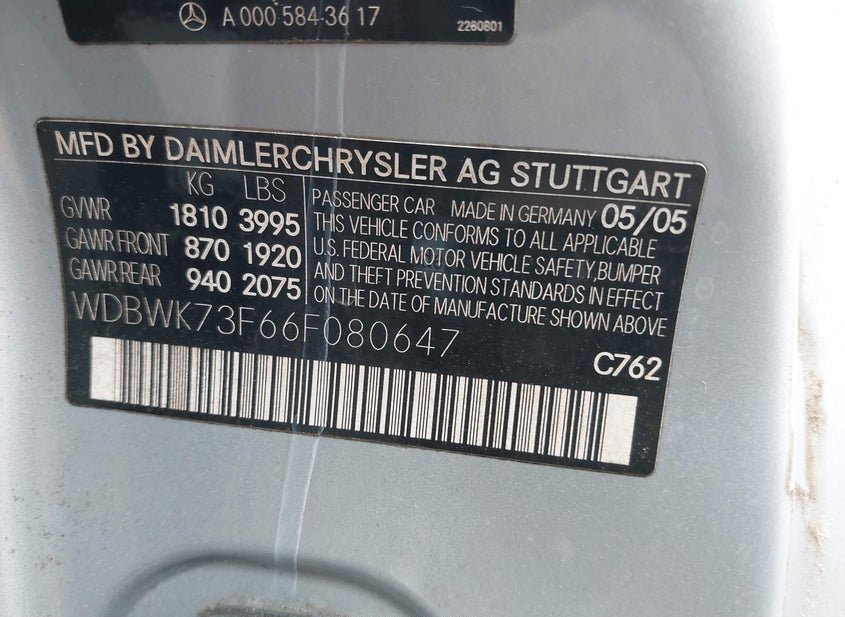 A 000 584-36 17
2280801
MFD BY DAIMLERCHRYSLER AG STUTTGART
KG LBS
GVWR 1810 3995
GAWR FRONT 870 1920
GAWR REAR 940 2075
PASSENGER CAR MADE IN GERMANY 05/05
THIS VEHICLE CONFORMS TO ALL APPLICABLE
U.S. FEDERAL MOTOR VEHICLE SAFETY,BUMPER
AND THEFT PREVENTION STANDARDS IN EFFECT
ON THE DATE OF MANUFACTURE SHOWN ABOVE
WDBWK73F66F080647
C762